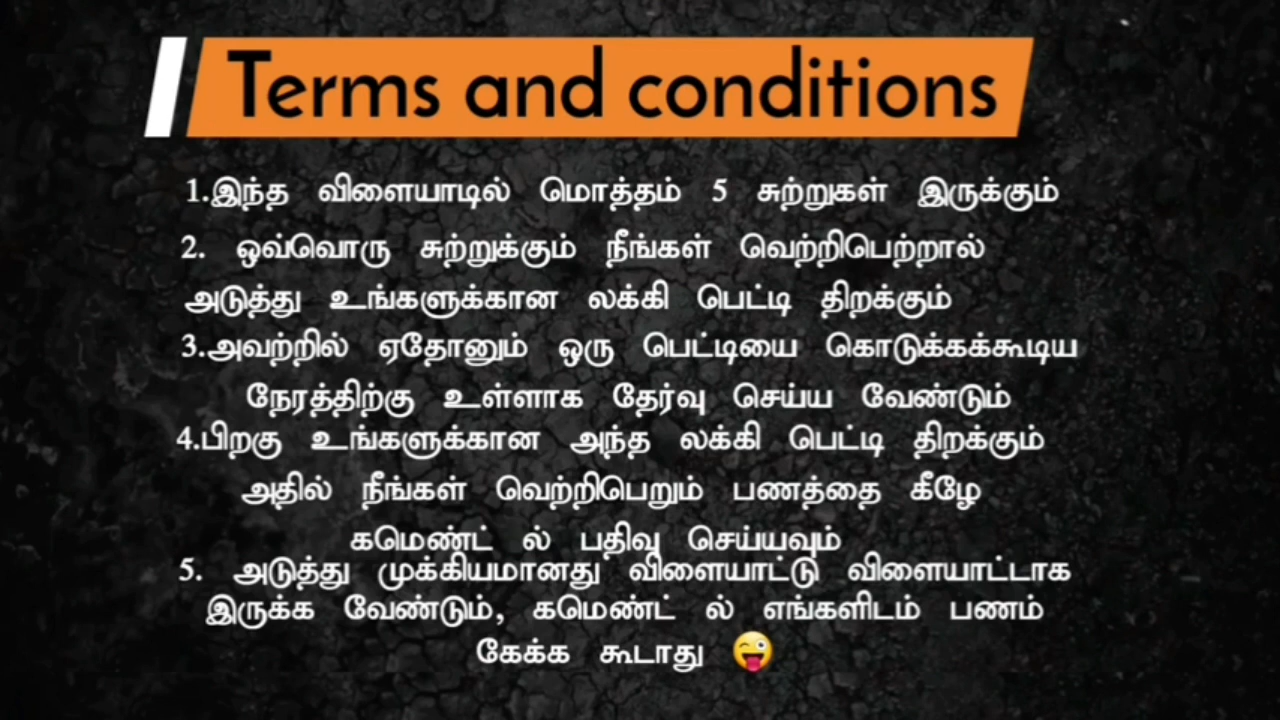 Terms and conditions
1.இந்த விளையாடில் மொத்தம் 5 சுற்றுகள் இருக்கும்
2. ஒவ்வொரு சுற்றுக்கும் நீங்கள் வெற்றிபெற்றால்
அடுத்து உங்களுக்கான லக்கி பெட்டி திறக்கும்
3.அவற்றில் ஏதோனும் ஒரு பெட்டியை கொடுக்கக்கூடிய
நேரத்திற்கு உள்ளாக தேர்வு செய்ய வேண்டும்
4.பிறகு உங்களுக்கான அந்த லக்கி பெட்டி திறக்கும்
அதில் நீங்கள் வெற்றிபெறும் பணத்தை கீழே
கமெண்ட் ல் பதிவு செய்யவும்
5. அடுத்து முக்கியமானது விளையாட்டு விளையாட்டாக
இருக்க வேண்டும், கமெண்ட் ல் எங்களிடம் பணம்
கேக்க கூடாது 😜